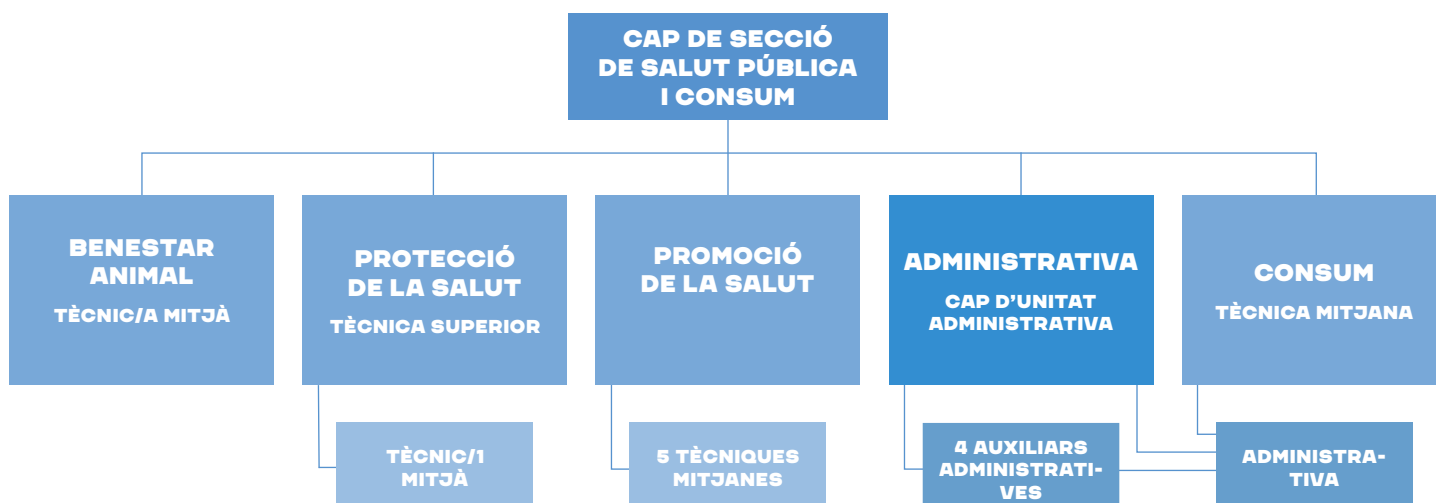 CAP DE SECCIÓ
DE SALUT PÚBLICA
I CONSUM
BENESTAR
ANIMAL
TÈCNIC/A MITJÀ
PROTECCIÓ
DE LA SALUT
TÈCNICA SUPERIOR
PROMOCIÓ
DE LA SALUT
ADMINISTRATIVA
CAP D’UNITAT
ADMINISTRATIVA
CONSUM
TÈCNICA MITJANA
TÈCNIC/1
MITJÀ
5 TÈCNIQUES
MITJANES
4 AUXILIARS
ADMINISTRATI-
VES
ADMINISTRA-
TIVA